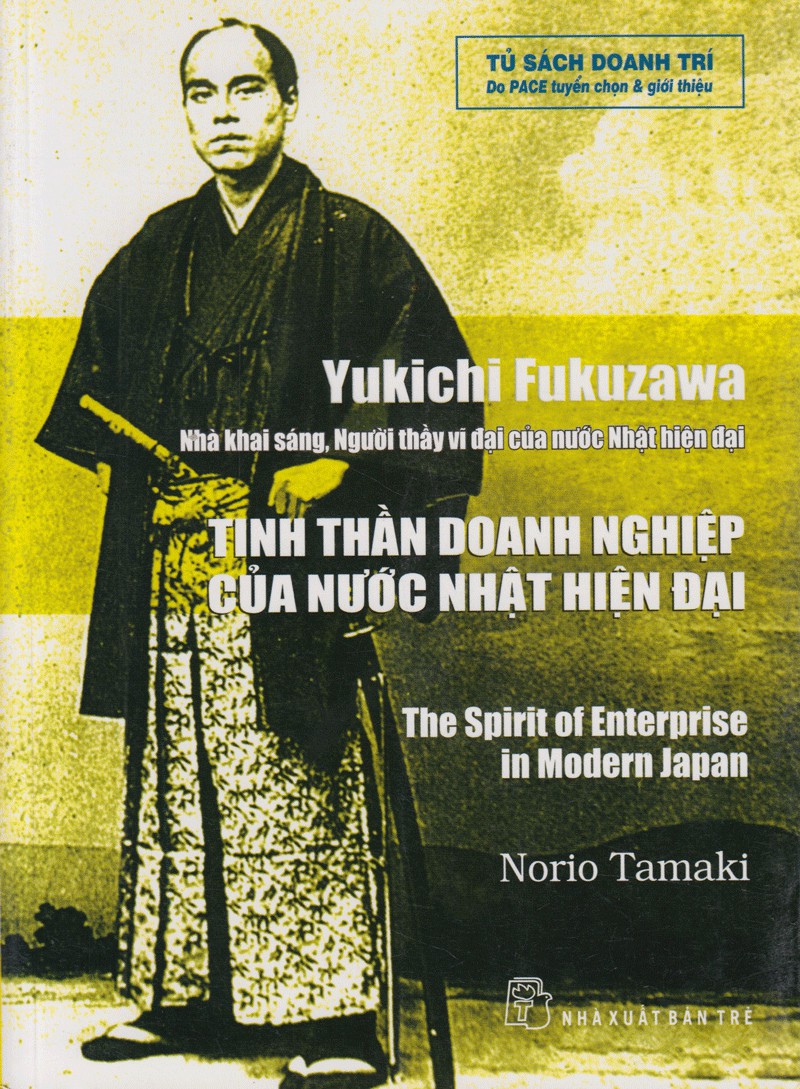 TỦ SÁCH DOANH TRÍ
Do PACE tuyển chọn & giới thiệu
Yukichi Fukuzawa
Nhà khai sáng, Người thầy vĩ đại của nước Nhật hiện đại
TINH THẦN DOANH NGHIỆP
CỦA NƯỚC NHẬT HIỆN ĐẠI
The Spirit of Enterprise
in Modern Japan
Norio Tamaki
NHÀ XUẤT BẢN TRẺ